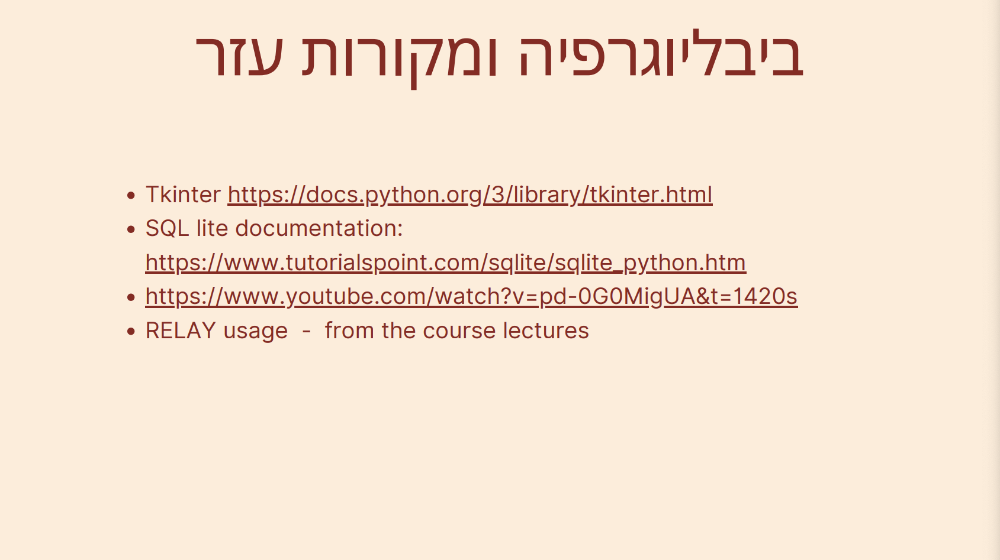 ביבליוגרפיה ומקורות עזר
• Tkinter https://docs.python.org/3/library/tkinter.html
• SQL lite documentation:
https://www.tutorialspoint.com/sqlite/sqlite_python.htm
• https://www.youtube.com/watch?v=pd-0G0MigUA&t=1420s
• RELAY usage  -  from the course lectures